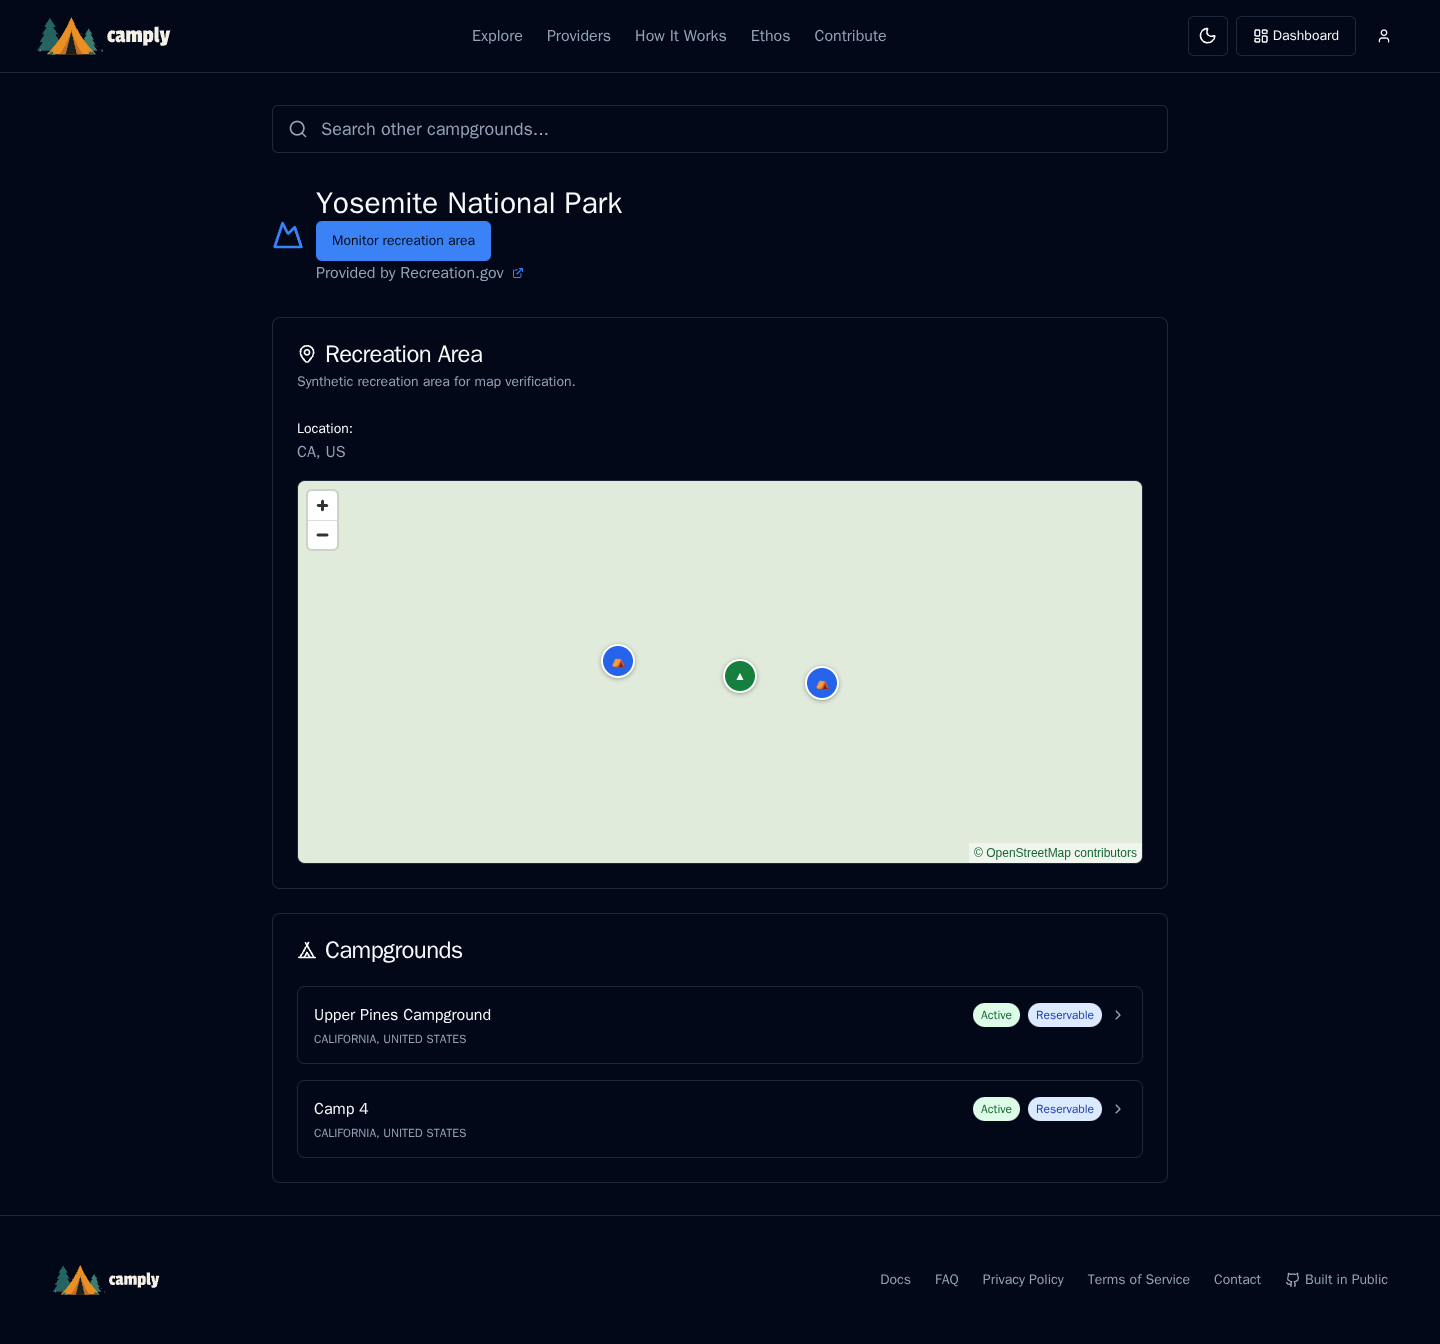 camply
Explore Providers How It Works Ethos Contribute
Dashboard
Search other campgrounds...
Yosemite National Park
Monitor recreation area
Provided by Recreation.gov
Recreation Area
Synthetic recreation area for map verification.
Location:
CA, US
© OpenStreetMap contributors
Campgrounds
Upper Pines Campground
Active Reservable
CALIFORNIA, UNITED STATES
Camp 4
Active Reservable
CALIFORNIA, UNITED STATES
camply
Docs FAQ Privacy Policy Terms of Service Contact Built in Public